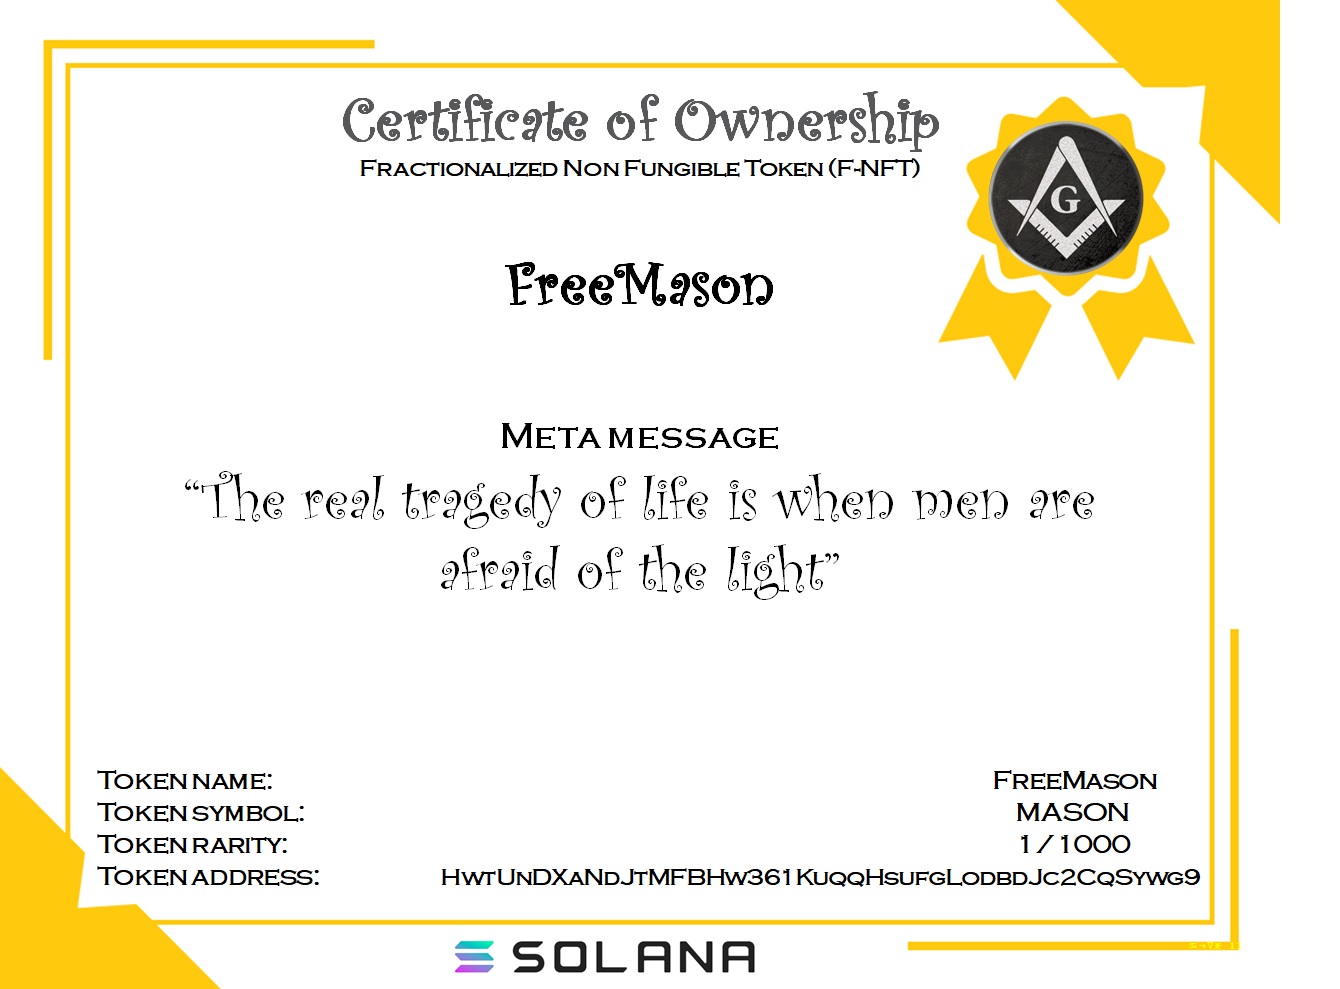 Certificate of Ownership
Fractionalized Non Fungible Token (F-NFT)
G
FreeMason
Meta message
“The real tragedy of life is when men are
afraid of the light”
Token name: FreeMason
Token symbol: MASON
Token rarity: 1 / 1000
Token address: HwtUnDXaNdJtMFBHw361KuqqHsufgLodbdJc2CqSywg9
SOLANA